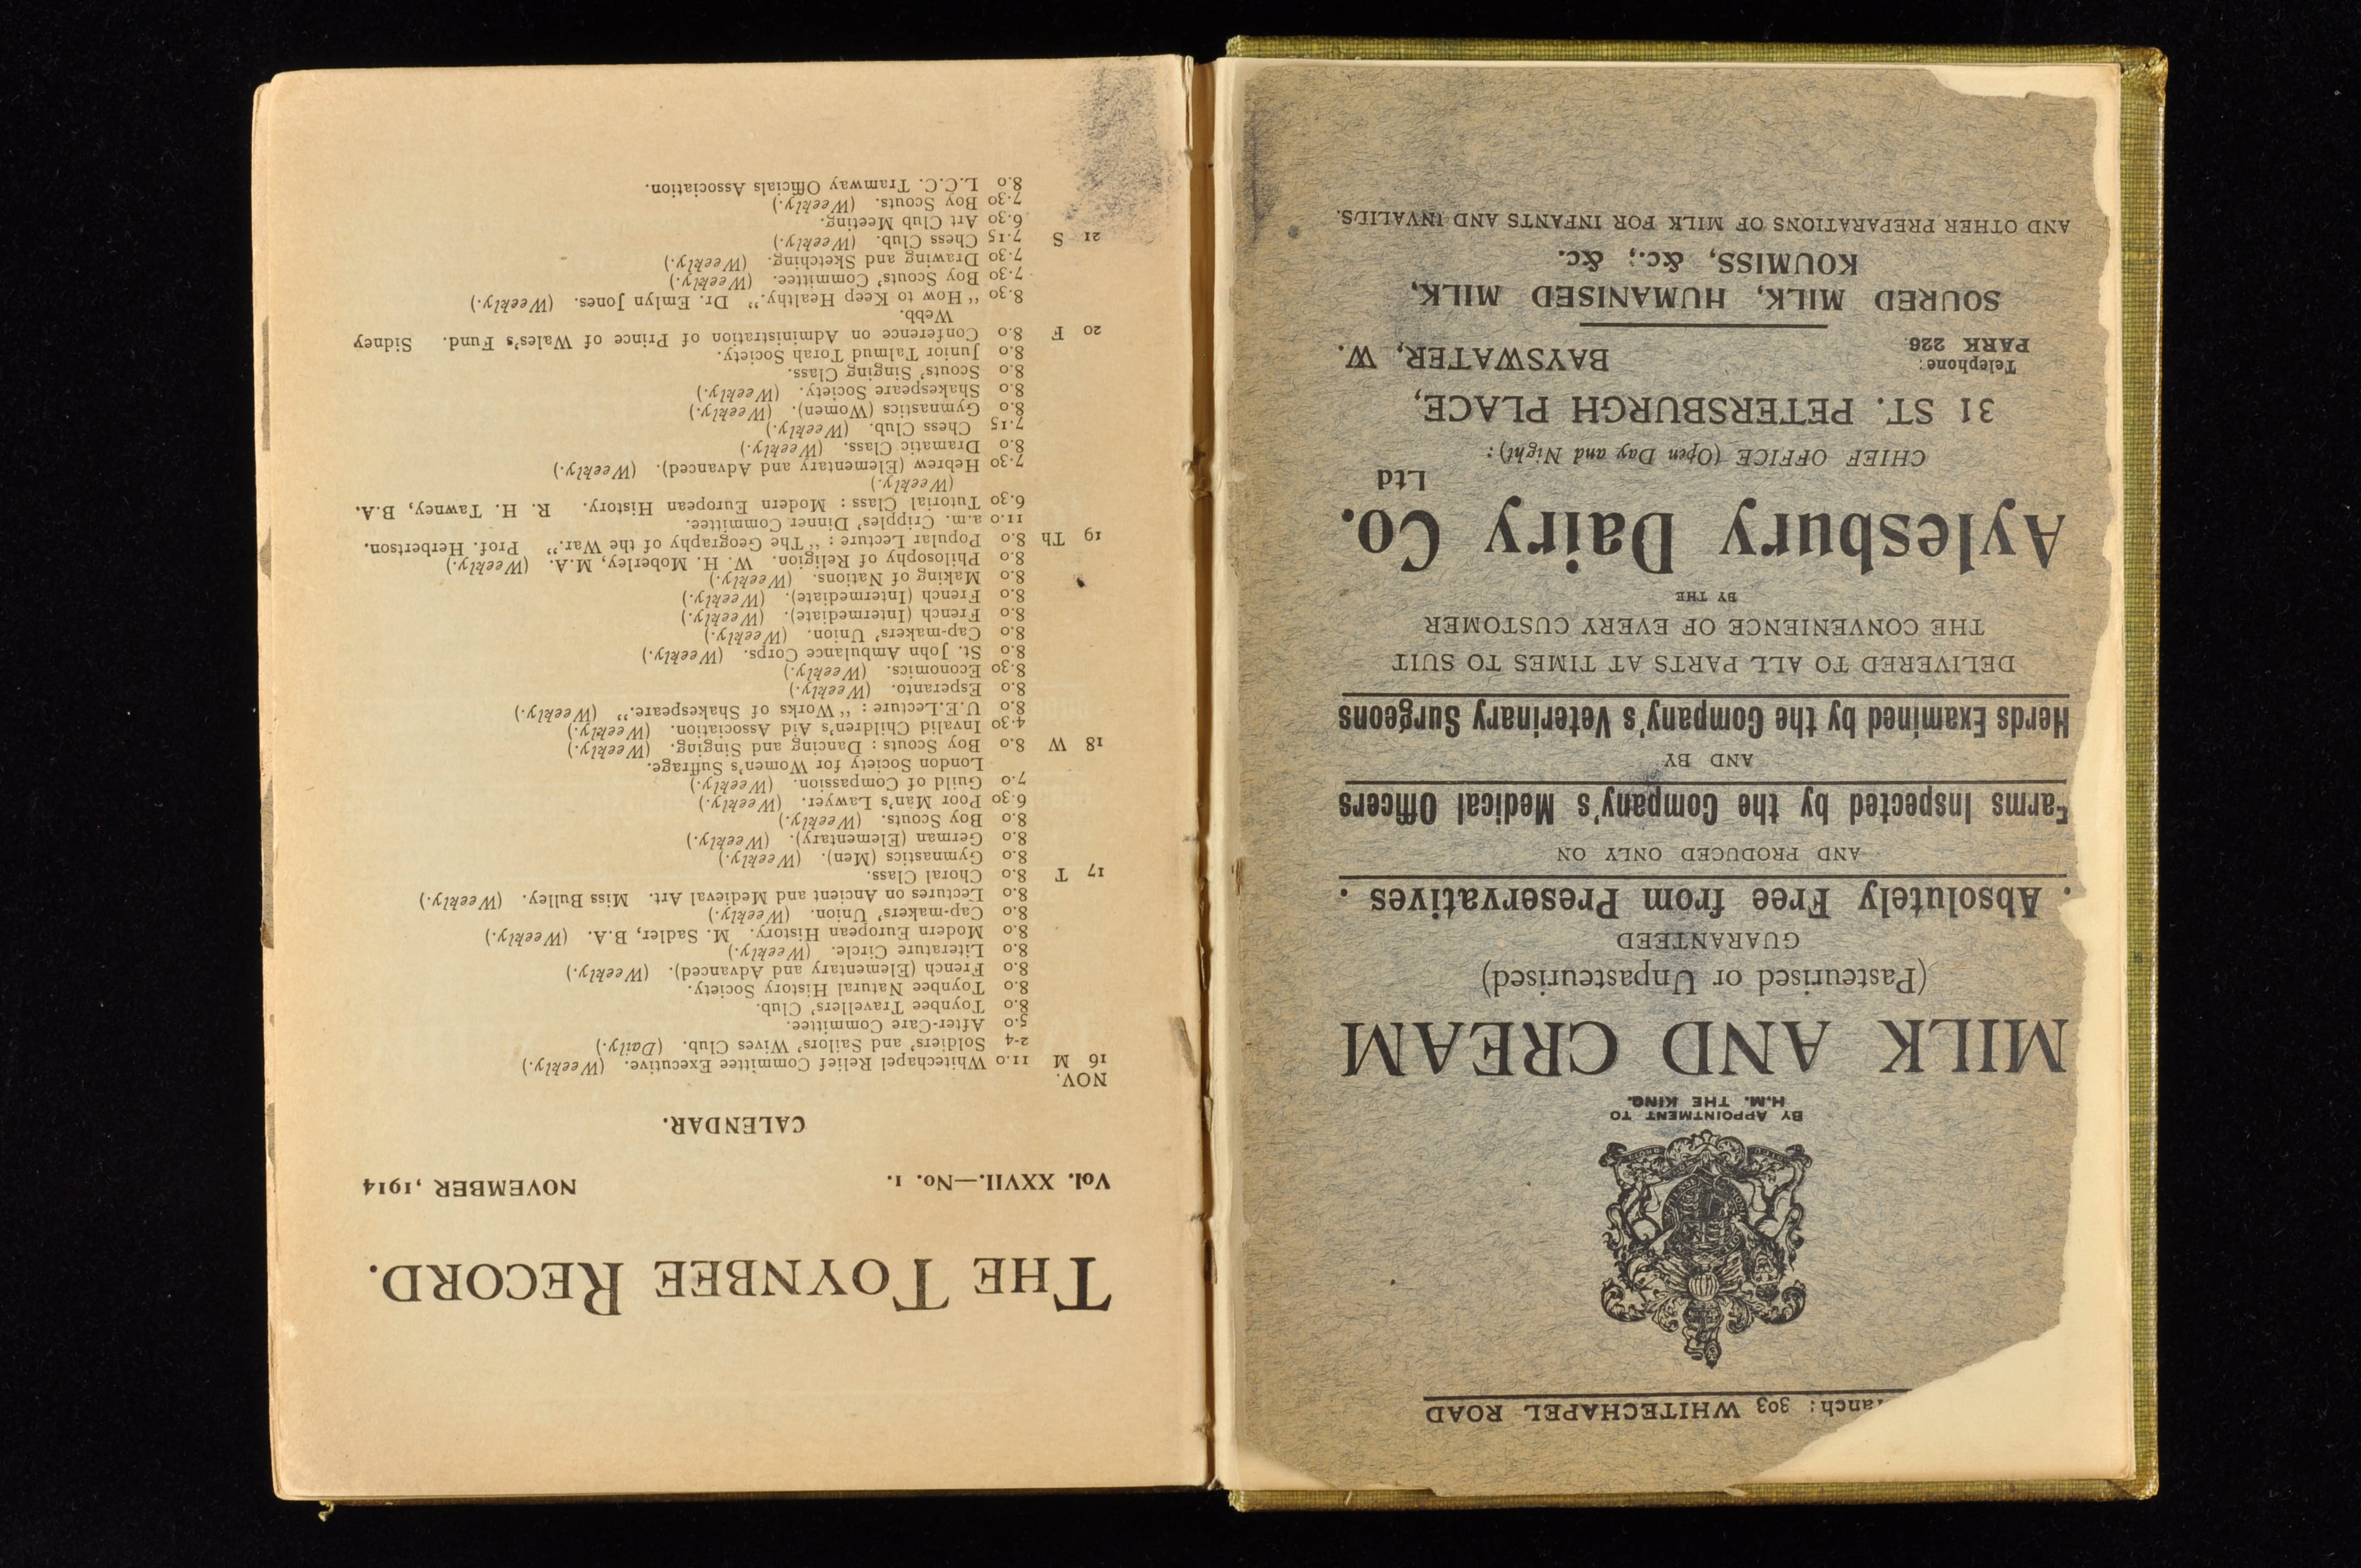 Branch: 303 WHITECHAPEL ROAD
BY APPOINTMENT TO
H.M. THE KING.
MILK AND CREAM
(Pasteurised or Unpasteurised)
GUARANTEED
. Absolutely Free from Preservatives .
AND PRODUCED ONLY ON
Farms Inspected by the Company's Medical Officers
AND BY
Herds Examined by the Company's Veterinary Surgeons
DELIVERED TO ALL PARTS AT TIMES TO SUIT
THE CONVENIENCE OF EVERY CUSTOMER
BY THE
Aylesbury Dairy Co. Ltd
CHIEF OFFICE (Open Day and Night):
31 ST. PETERSBURGH PLACE,
Telephone: BAYSWATER, W.
PARK 226
SOURED MILK, HUMANISED MILK,
KOUMISS, &c.; &c.
AND OTHER PREPARATIONS OF MILK FOR INFANTS AND INVALIDS.
THE TOYNBEE RECORD.
Vol. XXVII.—No. 1. NOVEMBER, 1914
CALENDAR.
NOV.
16 M 11.0 Whitechapel Relief Committee Executive. (Weekly.)
2-4 Soldiers' and Sailors' Wives Club. (Daily.)
5.0 After-Care Committee.
8.0 Toynbee Travellers' Club.
8.0 Toynbee Natural History Society.
8.0 French (Elementary and Advanced). (Weekly.)
8.0 Literature Circle. (Weekly.)
8.0 Modern European History. M. Sadler, B.A. (Weekly.)
8.0 Cap-makers' Union. (Weekly.)
8.0 Lectures on Ancient and Medieval Art. Miss Bulley. (Weekly.)
17 T 8.0 Choral Class.
8.0 Gymnastics (Men). (Weekly.)
8.0 German (Elementary). (Weekly.)
8.0 Boy Scouts. (Weekly.)
6.30 Poor Man's Lawyer. (Weekly.)
7.0 Guild of Compassion. (Weekly.)
London Society for Women's Suffrage.
18 W 8.0 Boy Scouts: Dancing and Singing. (Weekly.)
4.30 Invalid Children's Aid Association. (Weekly.)
8.0 U.E.Lecture: "Works of Shakespeare." (Weekly.)
8.0 Esperanto. (Weekly.)
8.30 Economics. (Weekly.)
8.0 St. John Ambulance Corps. (Weekly.)
8.0 Cap-makers' Union. (Weekly.)
8.0 French (Intermediate). (Weekly.)
8.0 French (Intermediate). (Weekly.)
8.0 Making of Nations. (Weekly.)
8.0 Philosophy of Religion. W. H. Moberley, M.A. (Weekly.)
19 Th 8.0 Popular Lecture: "The Geography of the War." Prof. Herbertson.
11.0 a.m. Cripples' Dinner Committee.
6.30 Tutorial Class: Modern European History. R. H. Tawney, B.A.
(Weekly.)
7.30 Hebrew (Elementary and Advanced). (Weekly.)
8.0 Dramatic Class. (Weekly.)
7.15 Chess Club. (Weekly.)
8.0 Gymnastics (Women). (Weekly.)
8.0 Shakespeare Society. (Weekly.)
8.0 Scouts' Singing Class.
8.0 Junior Talmud Torah Society.
20 F 8.0 Conference on Administration of Prince of Wales's Fund. Sidney
Webb.
8.30 "How to Keep Healthy." Dr. Emlyn Jones. (Weekly.)
7.30 Boy Scouts' Committee. (Weekly.)
7.30 Drawing and Sketching. (Weekly.)
21 S 7.15 Chess Club. (Weekly.)
6.30 Art Club Meeting.
7.30 Boy Scouts. (Weekly.)
8.0 L.C.C. Tramway Officials Association.